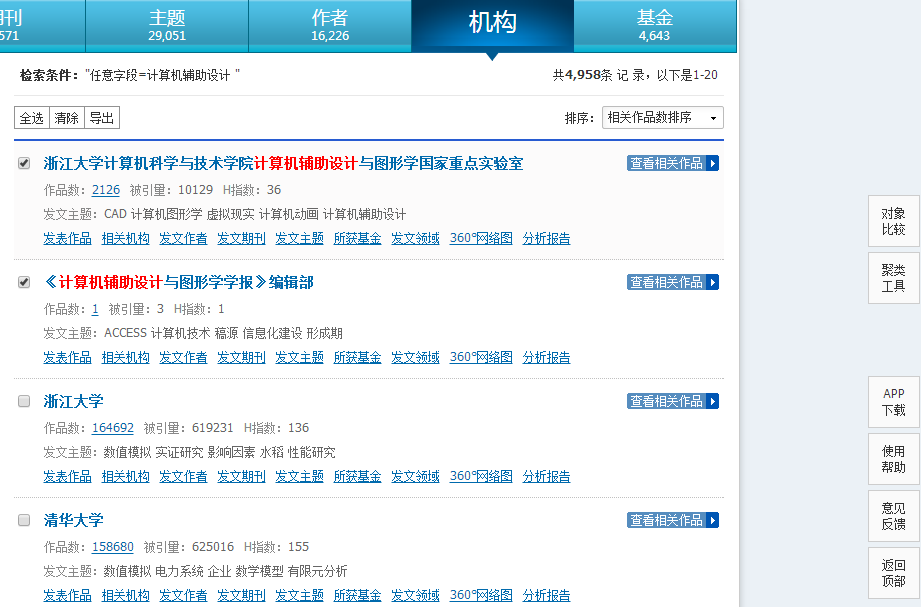 期刊 主题 作者 机构 基金
571 29,051 16,226 4,643
检索条件："任意字段=计算机辅助设计 "
共4,958条 记 录，以下是1-20
全选 清除 导出
排序： 相关作品数排序
浙江大学计算机科学与技术学院计算机辅助设计与图形学国家重点实验室 查看相关作品
作品数：2126 被引量：10129 H指数：36
发文主题：CAD 计算机图形学 虚拟现实 计算机动画 计算机辅助设计
发表作品 相关机构 发文作者 发文期刊 发文主题 所获基金 发文领域 360°网络图 分析报告
《计算机辅助设计与图形学学报》编辑部 查看相关作品
作品数：1 被引量：3 H指数：1
发文主题：ACCESS 计算机技术 稿源 信息化建设 形成期
发表作品 相关机构 发文作者 发文期刊 发文主题 所获基金 发文领域 360°网络图 分析报告
浙江大学 查看相关作品
作品数：164692 被引量：619231 H指数：136
发文主题：数值模拟 实证研究 影响因素 水稻 性能研究
发表作品 相关机构 发文作者 发文期刊 发文主题 所获基金 发文领域 360°网络图 分析报告
清华大学 查看相关作品
作品数：158680 被引量：625016 H指数：155
发文主题：数值模拟 电力系统 企业 数学模型 有限元分析
发表作品 相关机构 发文作者 发文期刊 发文主题 所获基金 发文领域 360°网络图 分析报告
对象
比较
聚类
工具
APP
下载
使用
帮助
意见
反馈
返回
顶部